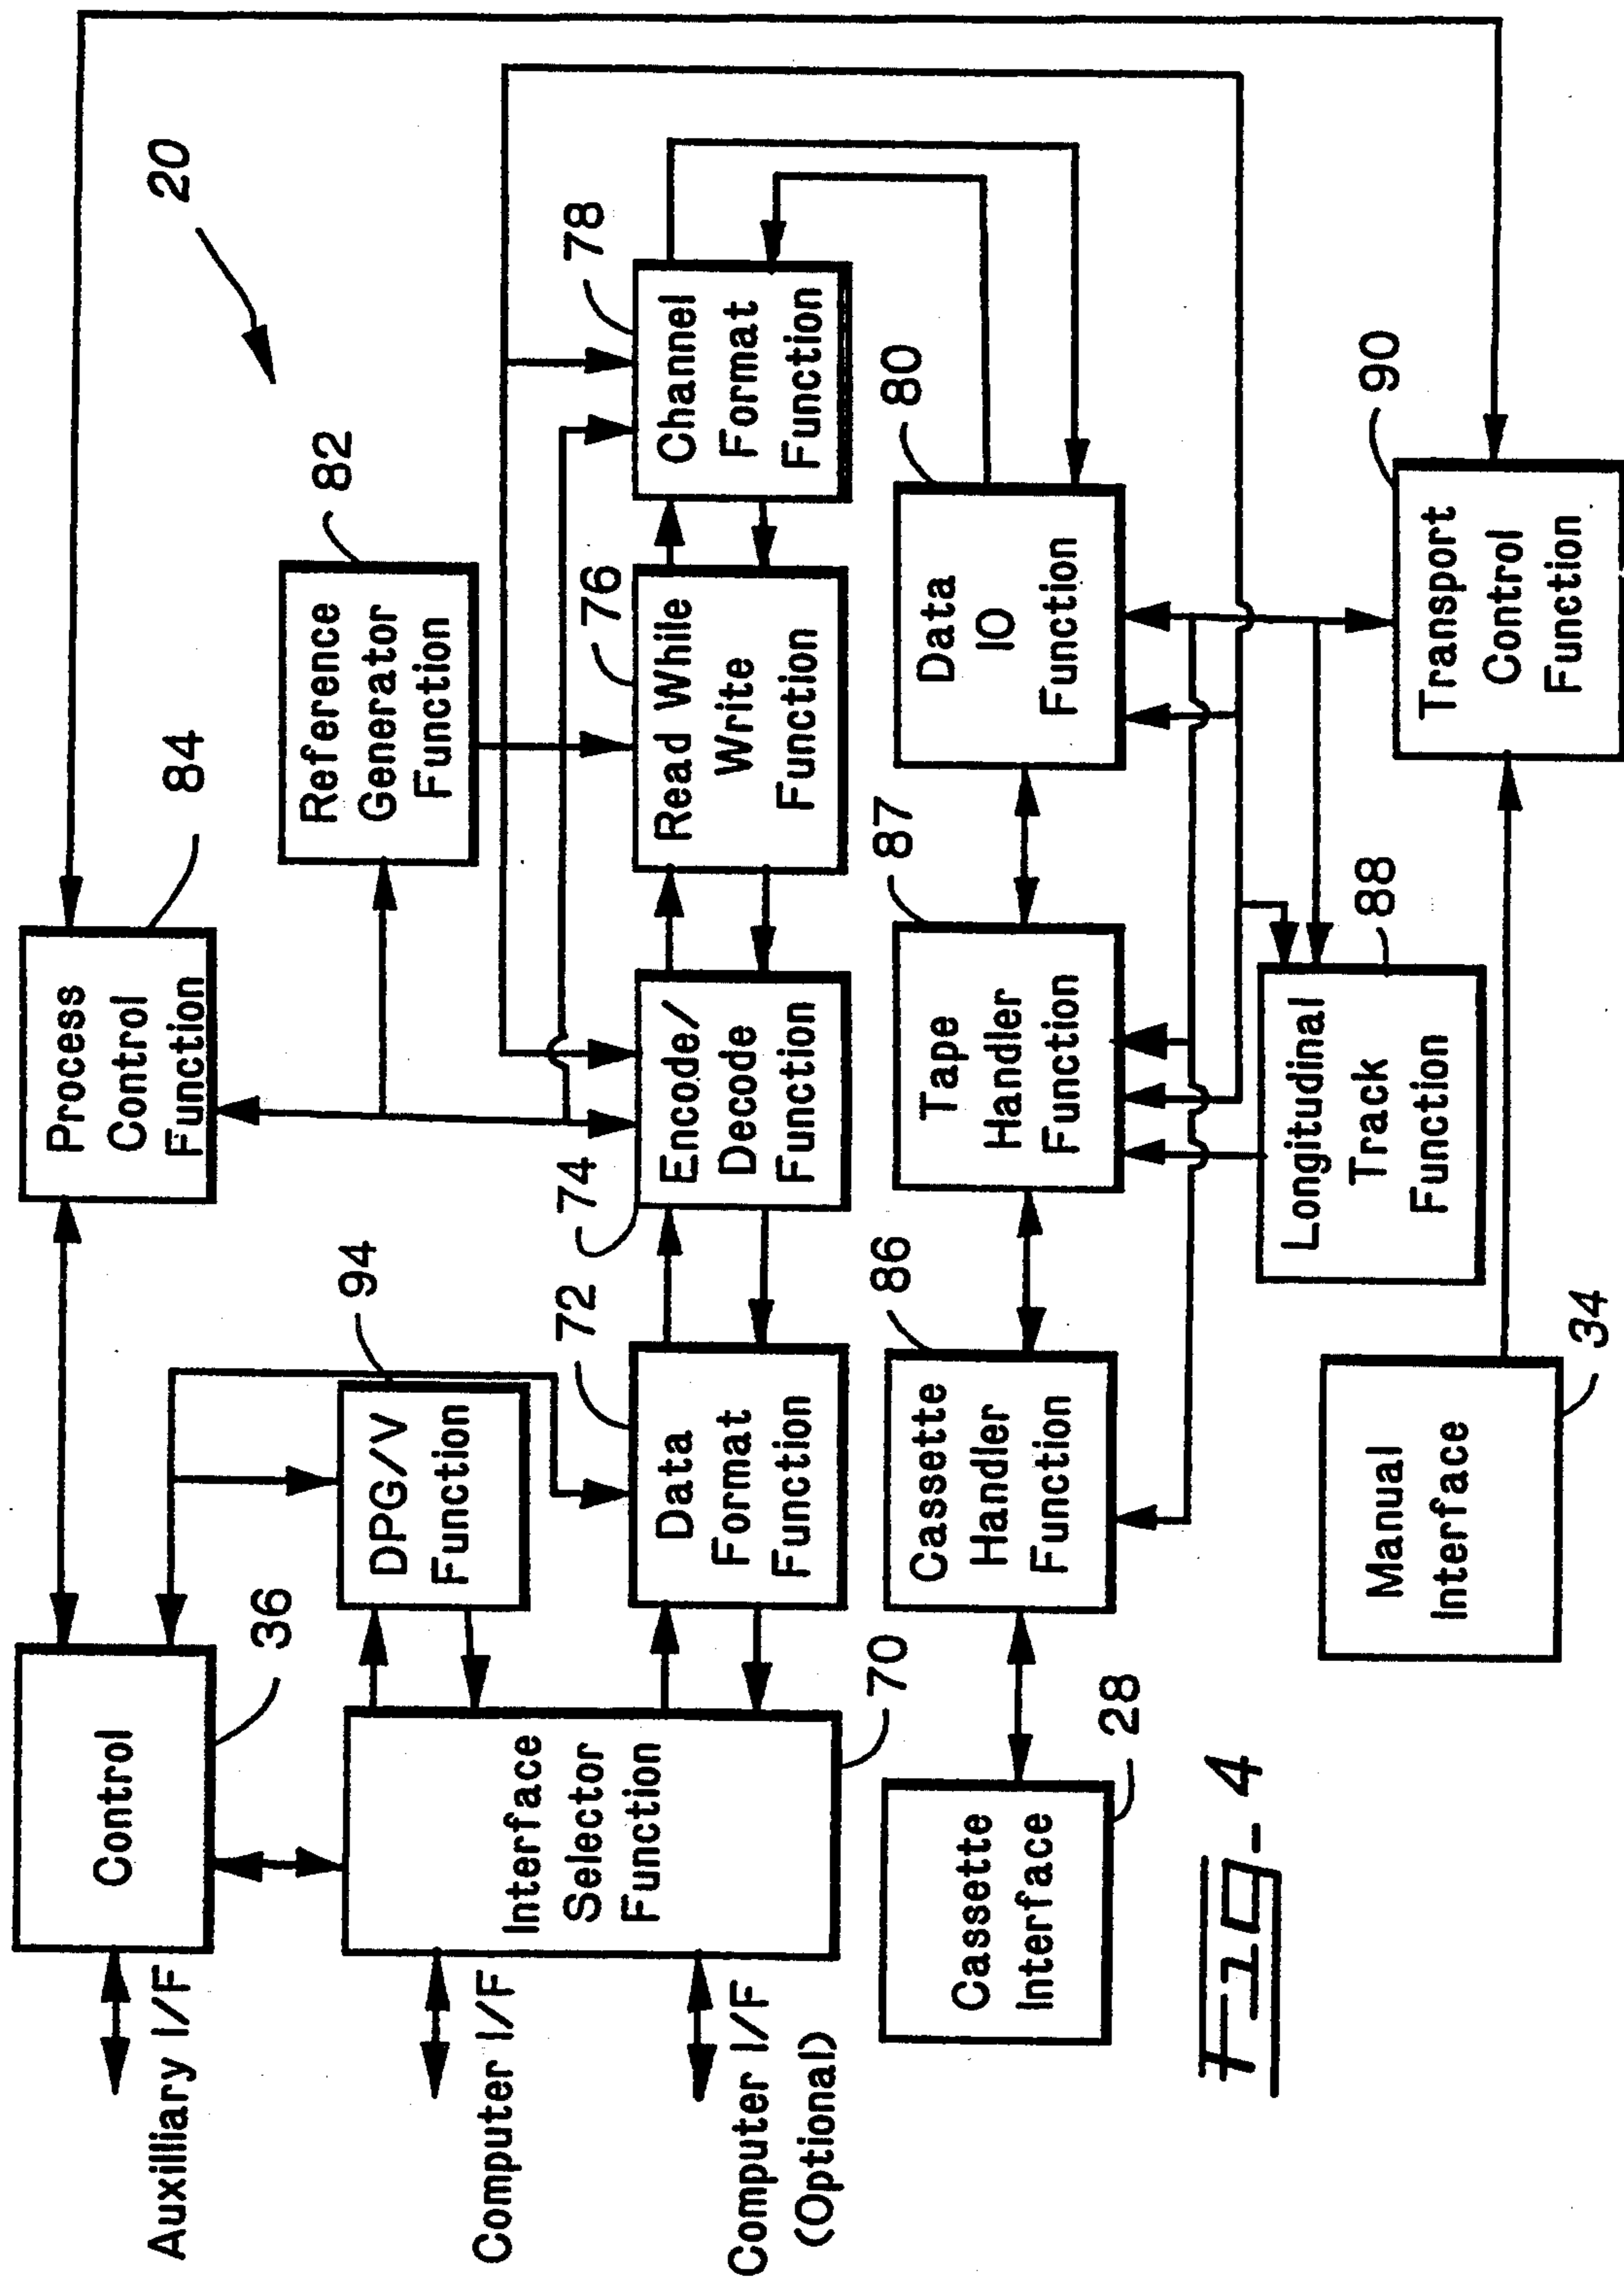 20
Auxilliary I/F
Control
36
Process
Control
Function
84
Reference
Generator
Function
82
Computer I/F
Computer I/F
(Optional)
Interface
Selector
Function
70
DPG/V
Function
94
Data
Format
Function
72
Encode/
Decode
Function
74
Read While
Write
Function
76
Channel
Format
Function
78
Cassette
Interface
28
Cassette
Handler
Function
86
Tape
Handler
Function
87
Data
IO
Function
80
Manual
Interface
34
Longitudinal
Track
Function
88
Transport
Control
Function
90
Fig-4